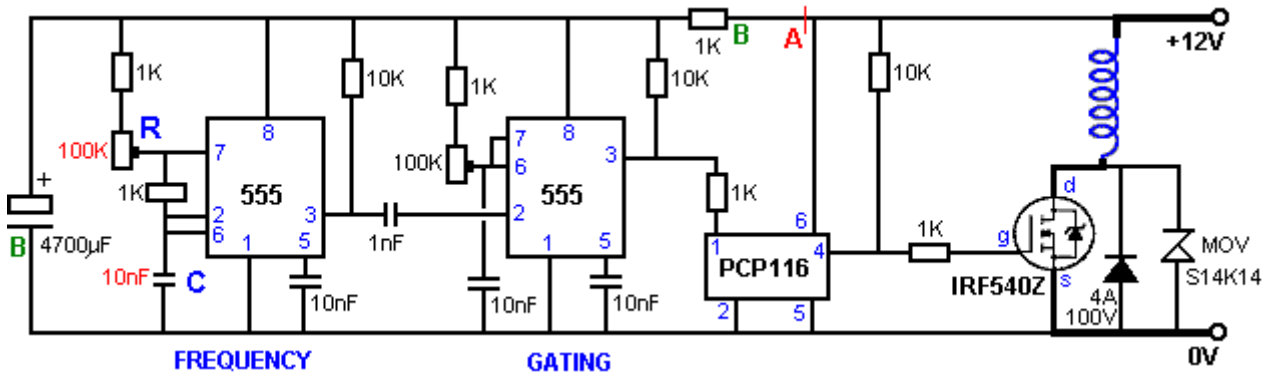 1K
B
A
+12V
1K
10K
1K
10K
10K
R
100K
7
8
555
1K
2
6
3
1
5
10nF
C
10nF
+
B
4700µF
1nF
100K
7
6
8
3
555
2
1
5
10nF
10nF
1K
1
6
4
PCP116
2
5
1K
g
d
s
IRF540Z
4A
100V
MOV
S14K14
FREQUENCY
GATING
0V